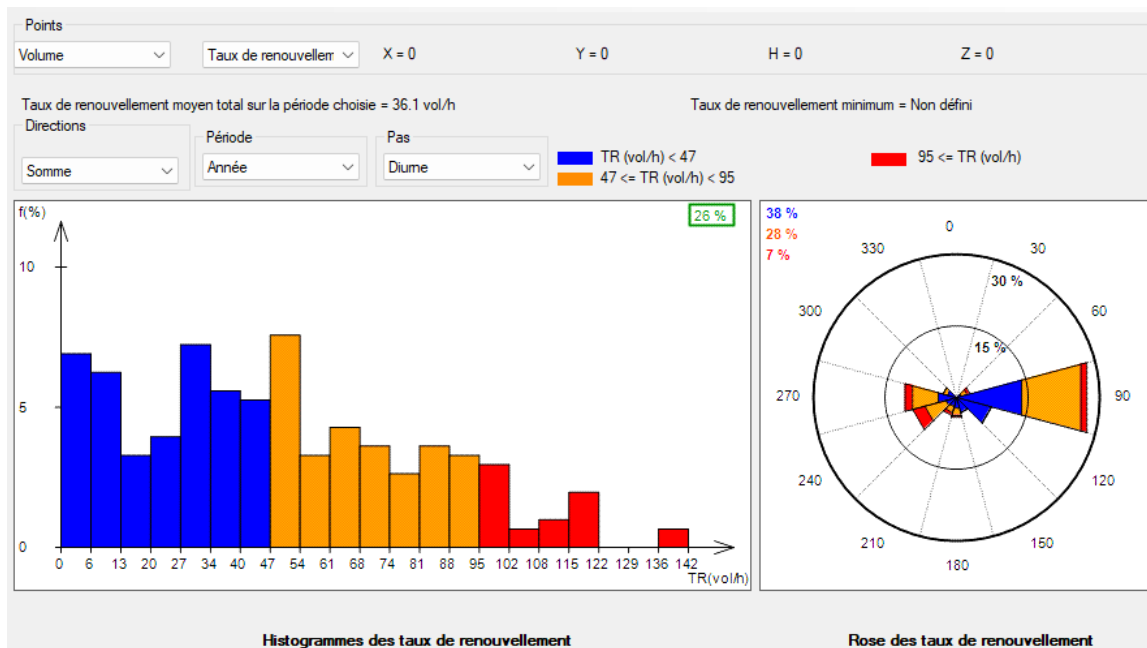 Points
Volume Taux de renouvellem X = 0 Y = 0 H = 0 Z = 0
Taux de renouvellement moyen total sur la période choisie = 36.1 vol/h Taux de renouvellement minimum = Non défini
Directions Période Pas
Somme Année Diurne
TR (vol/h) < 47 95 <= TR (vol/h)
47 <= TR (vol/h) < 95
f(%) 26 %
10
5
0
0 6 13 20 27 34 40 47 54 61 68 74 81 88 95 102 108 115 122 129 136 142
TR(vol/h)
38 %
28 %
7 %
0
330 30
30 %
300 60
15 %
270 90
240 120
210 150
180
Histogrammes des taux de renouvellement Rose des taux de renouvellement